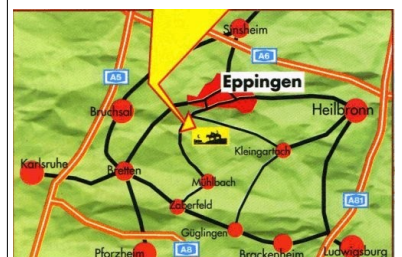 Sinsheim
A6
A5
Eppingen
Bruchsal
Heilbronn
Kleingartach
Karlsruhe
Bretten
Mühlbach
A81
Zaberfeld
Güglingen
Pforzheim
A8
Brackenheim
Ludwigsburg